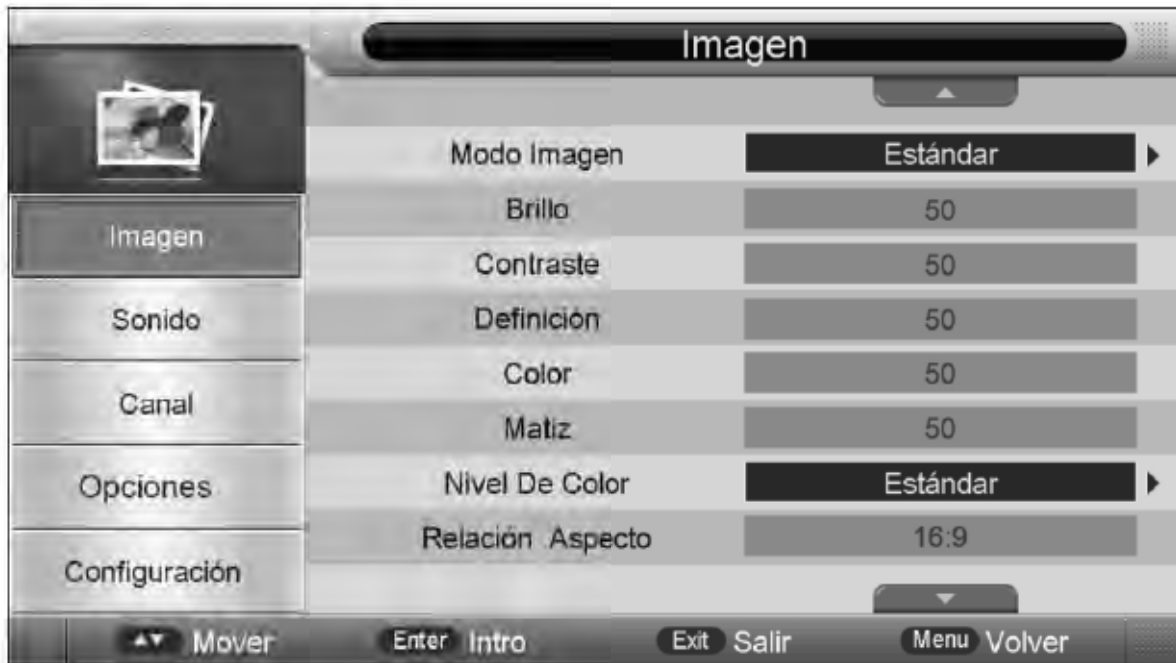 Imagen
Imagen
Sonido
Canal
Opciones
Configuración
Modo Imagen Estándar
Brillo 50
Contraste 50
Definición 50
Color 50
Matiz 50
Nivel De Color Estándar
Relación Aspecto 16:9
Mover Enter Intro Exit Salir Menu Volver